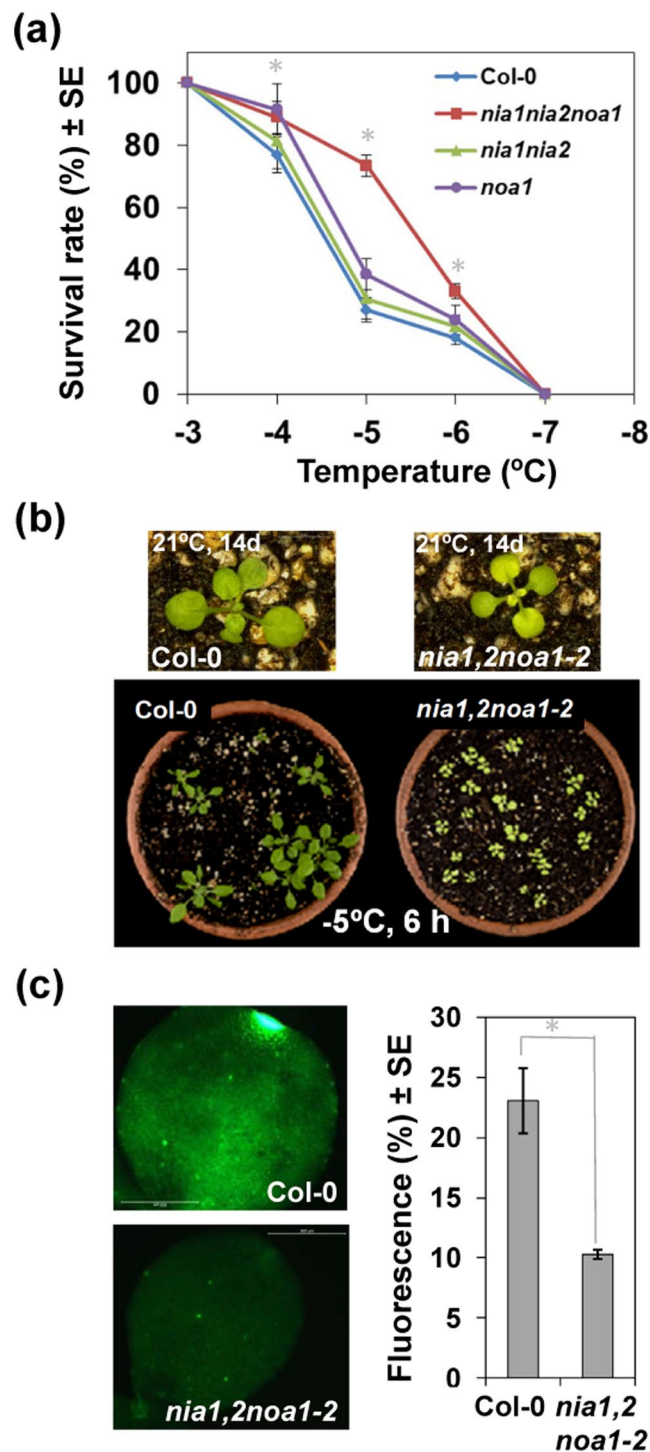 (a)
Survival rate (%) ± SE
100
80
60
40
20
0
*
*
*
Col-0
nia1nia2noa1
nia1nia2
noa1
-3 -4 -5 -6 -7 -8
Temperature (ºC)
(b)
21ºC, 14d
Col-0
21ºC, 14d
nia1,2noa1-2
Col-0
nia1,2noa1-2
-5ºC, 6 h
(c)
Col-0
nia1,2noa1-2
Fluorescence (%) ± SE
30
25
20
15
10
5
0
*
Col-0 nia1,2
noa1-2